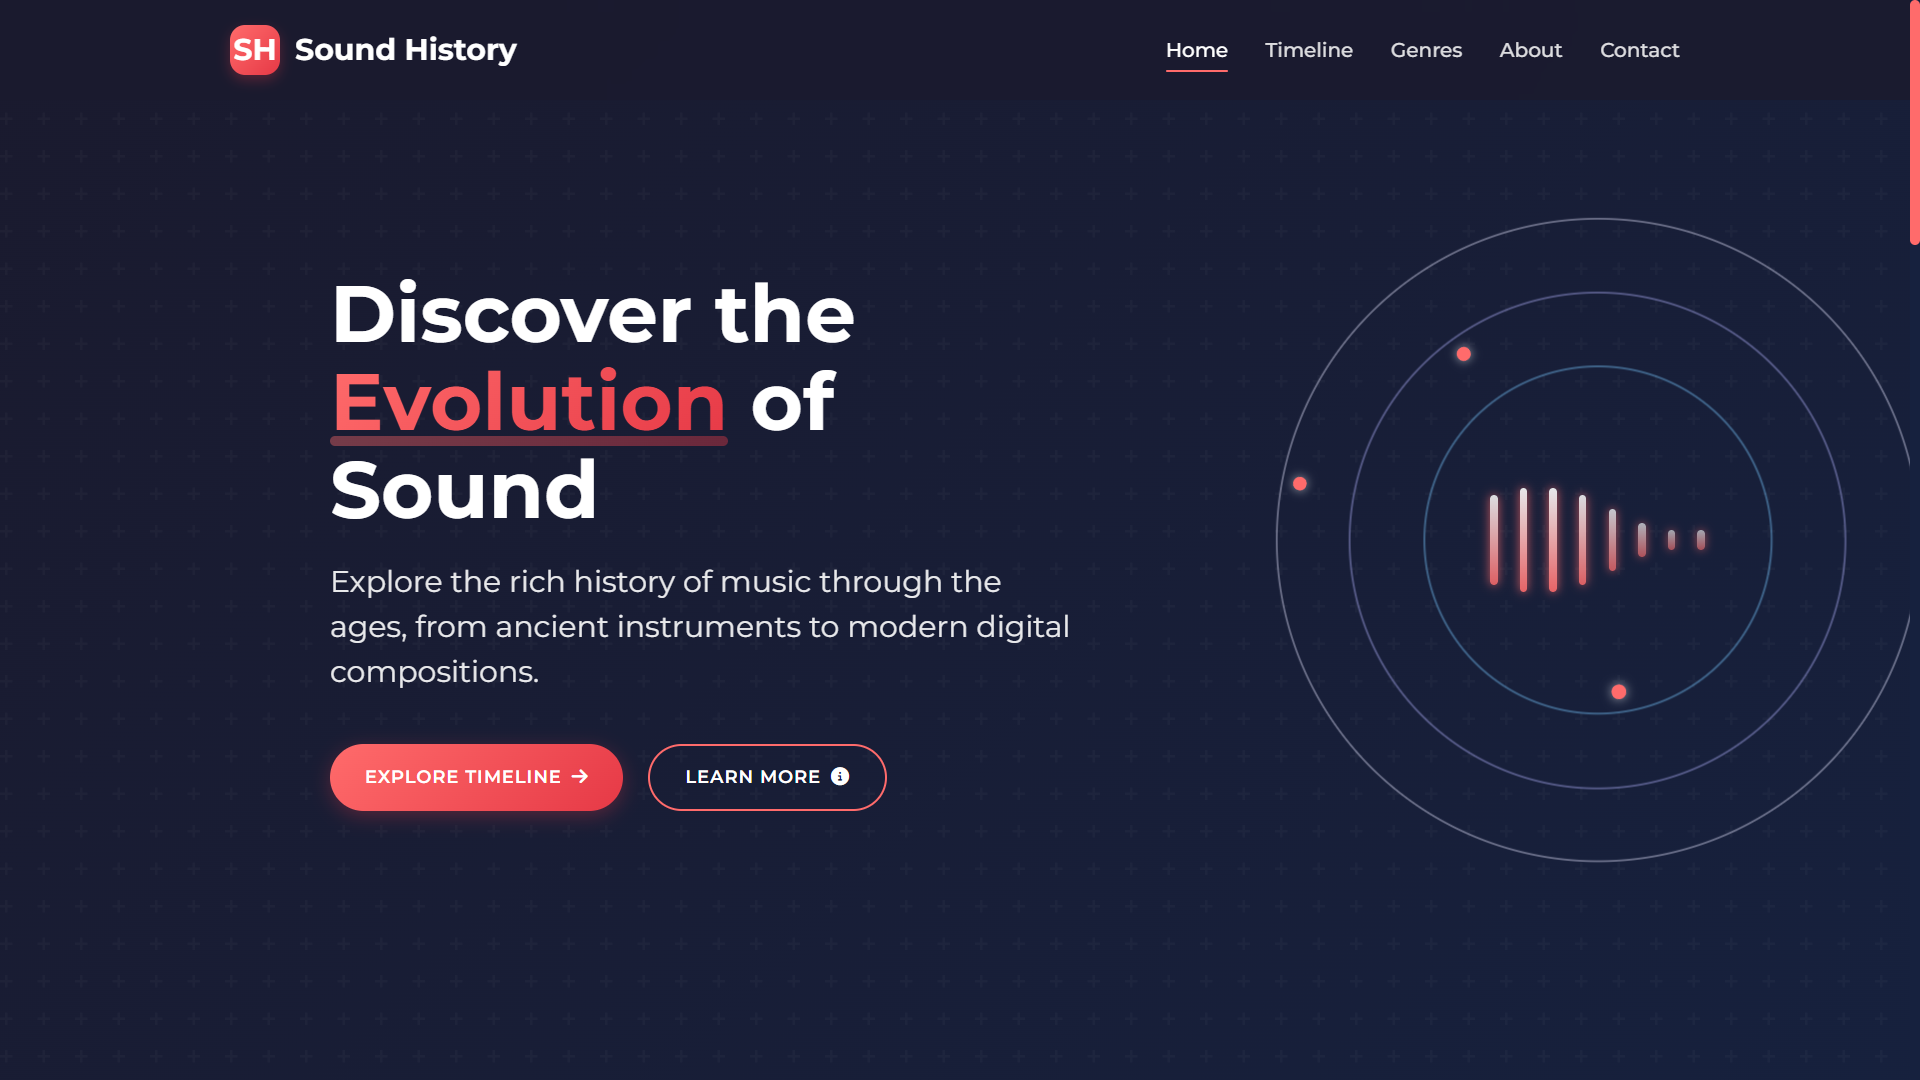 SH Sound History
Home Timeline Genres About Contact
Discover the
Evolution of
Sound
Explore the rich history of music through the
ages, from ancient instruments to modern digital
compositions.
EXPLORE TIMELINE LEARN MORE